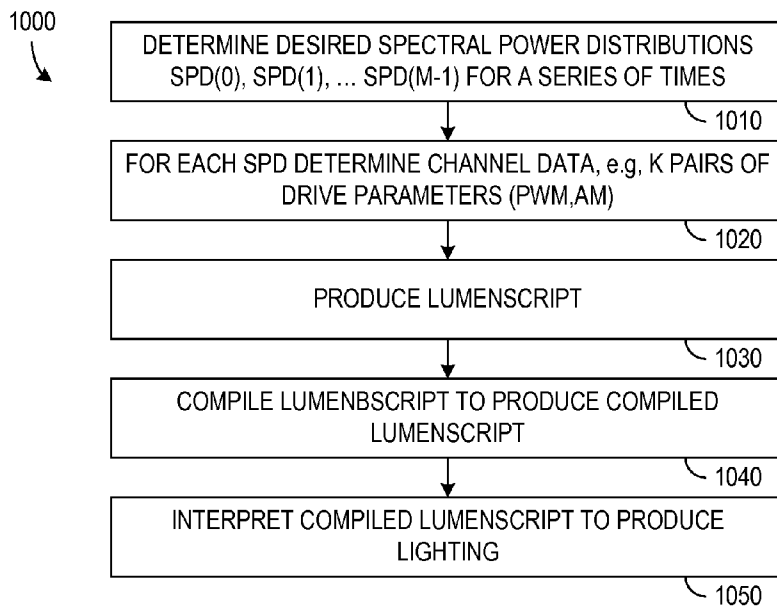 1000
DETERMINE DESIRED SPECTRAL POWER DISTRIBUTIONS
SPD(0), SPD(1), ... SPD(M-1) FOR A SERIES OF TIMES
1010
FOR EACH SPD DETERMINE CHANNEL DATA, e.g, K PAIRS OF
DRIVE PARAMETERS (PWM,AM)
1020
PRODUCE LUMENSCRIPT
1030
COMPILE LUMENBSCRIPT TO PRODUCE COMPILED
LUMENSCRIPT
1040
INTERPRET COMPILED LUMENSCRIPT TO PRODUCE
LIGHTING
1050